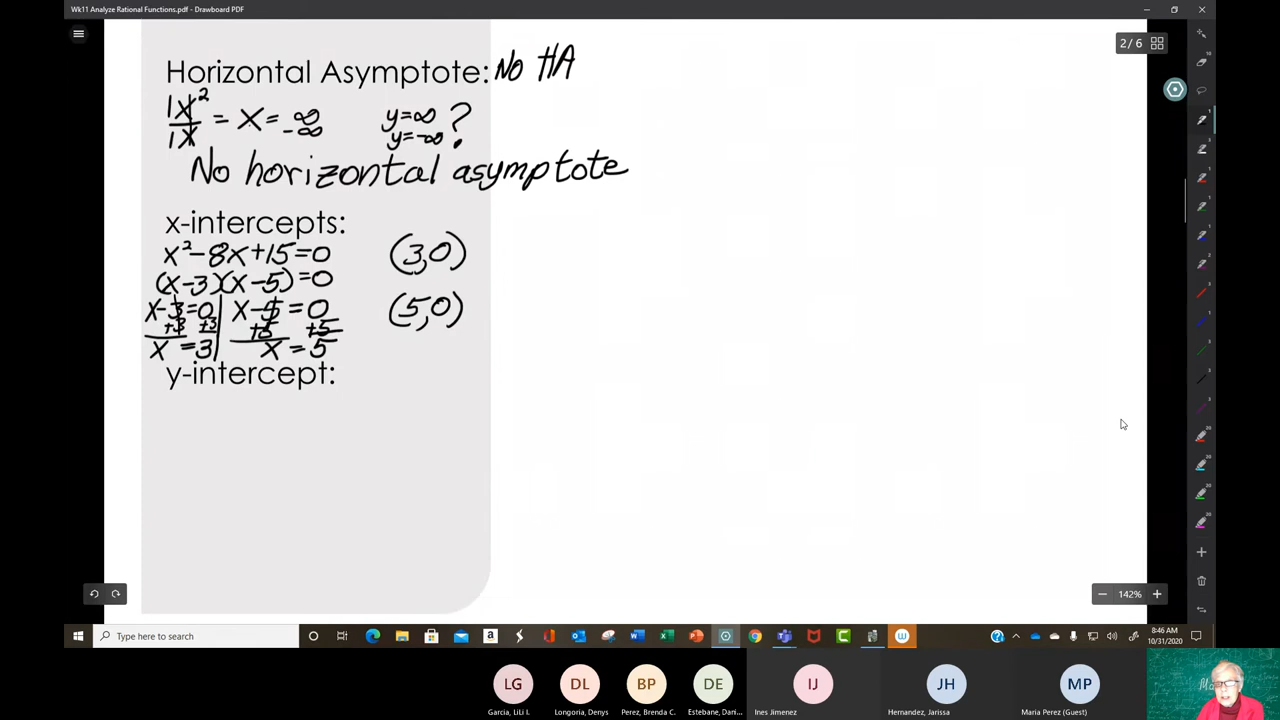 Wk11 Analyze Rational Functions.pdf - Drawboard PDF
2 / 6
Horizontal Asymptote: No HA
1x²/1x = x = ∞ -∞ y=∞ y=-∞ ?
No horizontal asymptote
x-intercepts:
x²-8x+15=0 (3,0)
(x-3)(x-5)=0
x-3=0 | x-5=0 (5,0)
+3 +3 | +5 +5
x = 3 | x = 5
y-intercept:
142%
Type here to search
8:46 AM
10/31/2020
LG DL BP DE IJ JH MP
Garcia, LiLi I. Longoria, Denys Perez, Brenda C. Estebane, Dani... Ines Jimenez Hernandez, Jarissa Maria Perez (Guest)